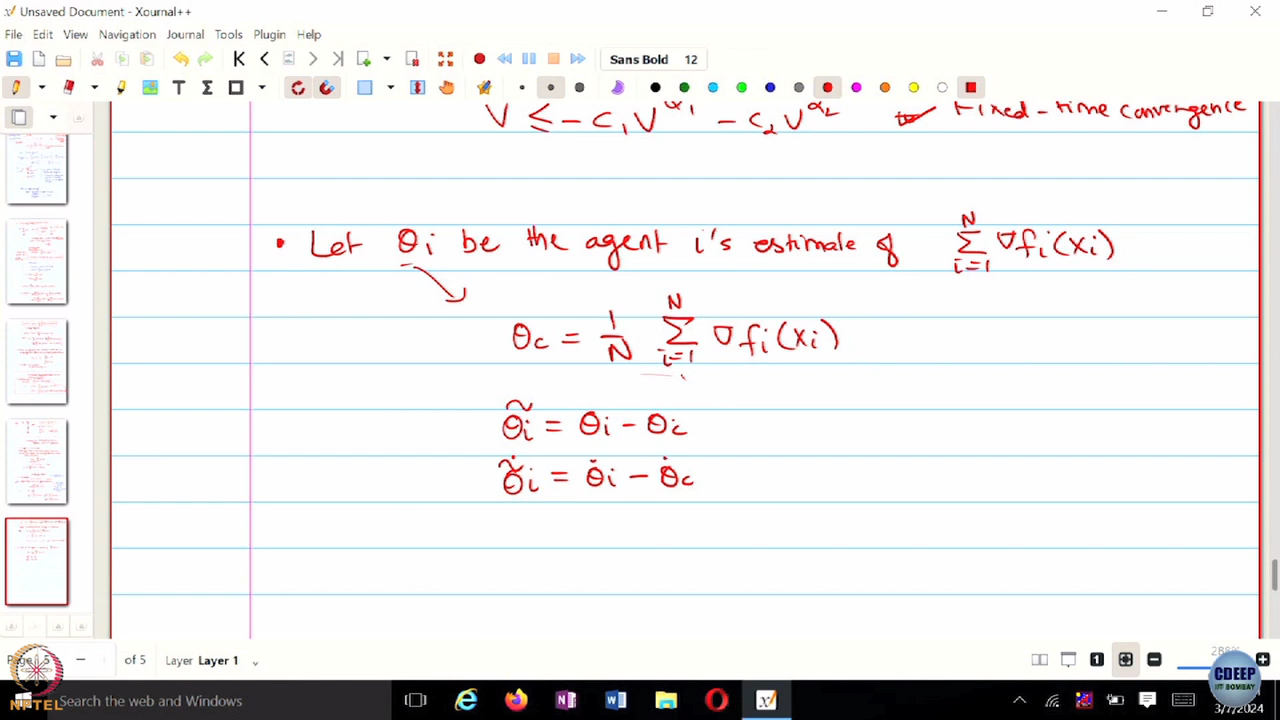 Unsaved Document - Xournal++
File Edit View Navigation Journal Tools Plugin Help
Sans Bold 12
V ≤ - c₁ V^α₁ - c₂ V^α₂ Fixed-time convergence
• Let θi be the agent i's estimate of Σ_{i=1}^{N} ∇fi(xi)
θc = 1/N Σ_{i=1}^{N} ∇fi(xi)
θ̃i = θi - θc
θ̃̇i = θ̇i - θ̇c
Page 5 of 5 Layer Layer 1
288%
NPTEL
CDEEP
IIT BOMBAY
Search the web and Windows
3/7/2024